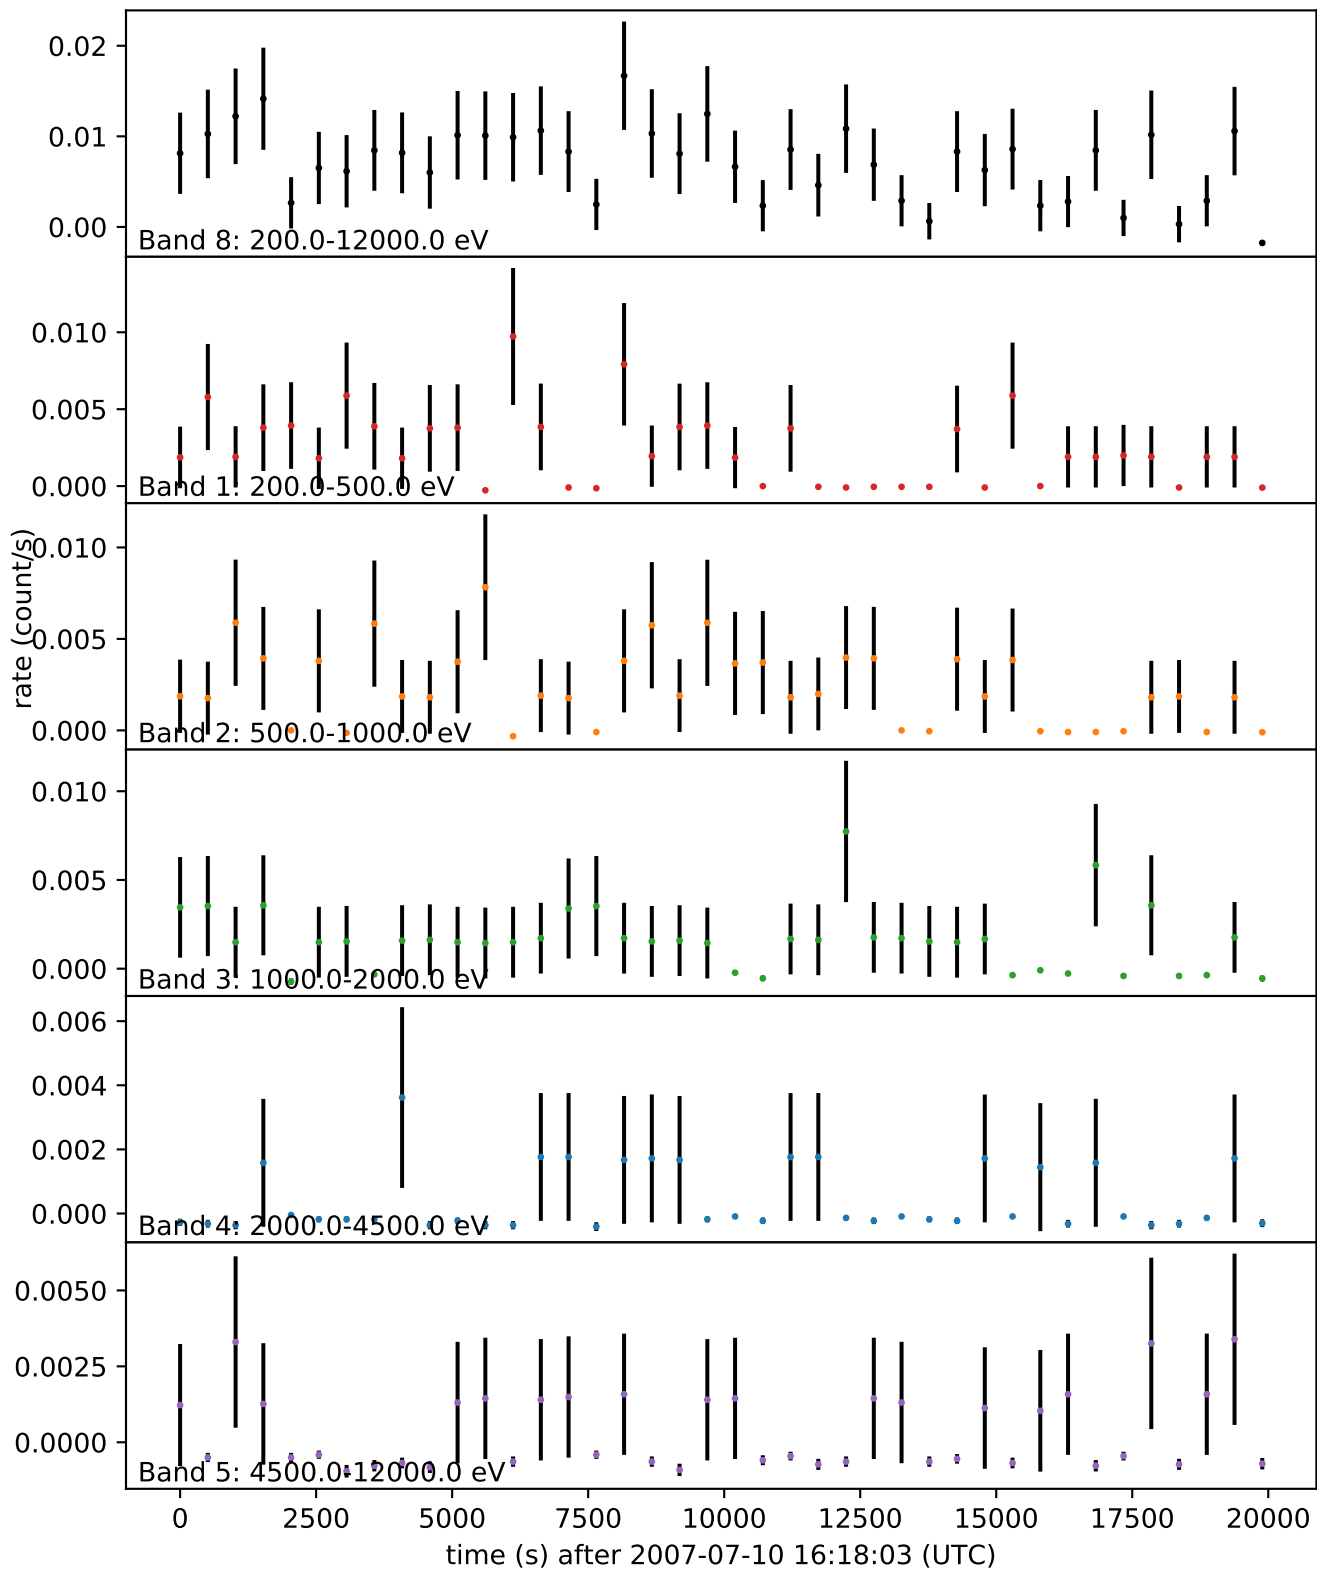 0.02
0.01
0.00
Band 8: 200.0-12000.0 eV
0.010
0.005
0.000
Band 1: 200.0-500.0 eV
rate (count/s)
0.010
0.005
0.000
Band 2: 500.0-1000.0 eV
0.010
0.005
0.000
Band 3: 1000.0-2000.0 eV
0.006
0.004
0.002
0.000
Band 4: 2000.0-4500.0 eV
0.0050
0.0025
0.0000
Band 5: 4500.0-12000.0 eV
0 2500 5000 7500 10000 12500 15000 17500 20000
time (s) after 2007-07-10 16:18:03 (UTC)